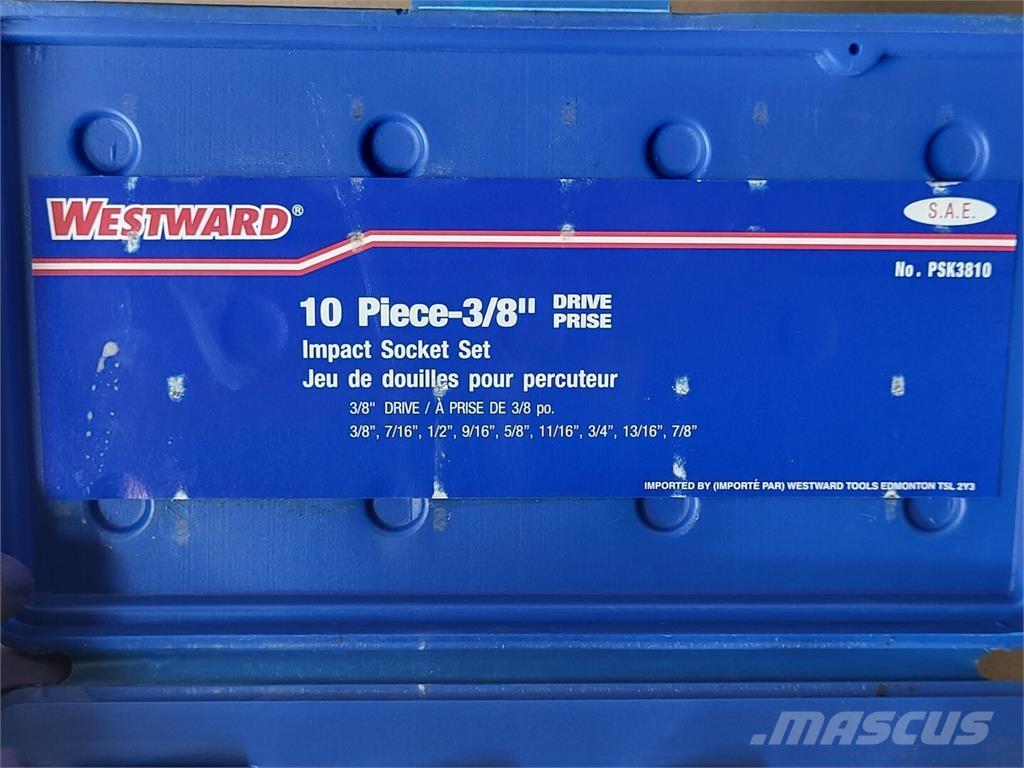 WESTWARD®
S.A.E.
No. PSK3810
10 Piece-3/8" DRIVE
PRISE
Impact Socket Set
Jeu de douilles pour percuteur
3/8" DRIVE / À PRISE DE 3/8 po.
3/8", 7/16", 1/2", 9/16", 5/8", 11/16", 3/4", 13/16", 7/8"
IMPORTED BY (IMPORTÉ PAR) WESTWARD TOOLS EDMONTON T5L 2Y3
MASCUS